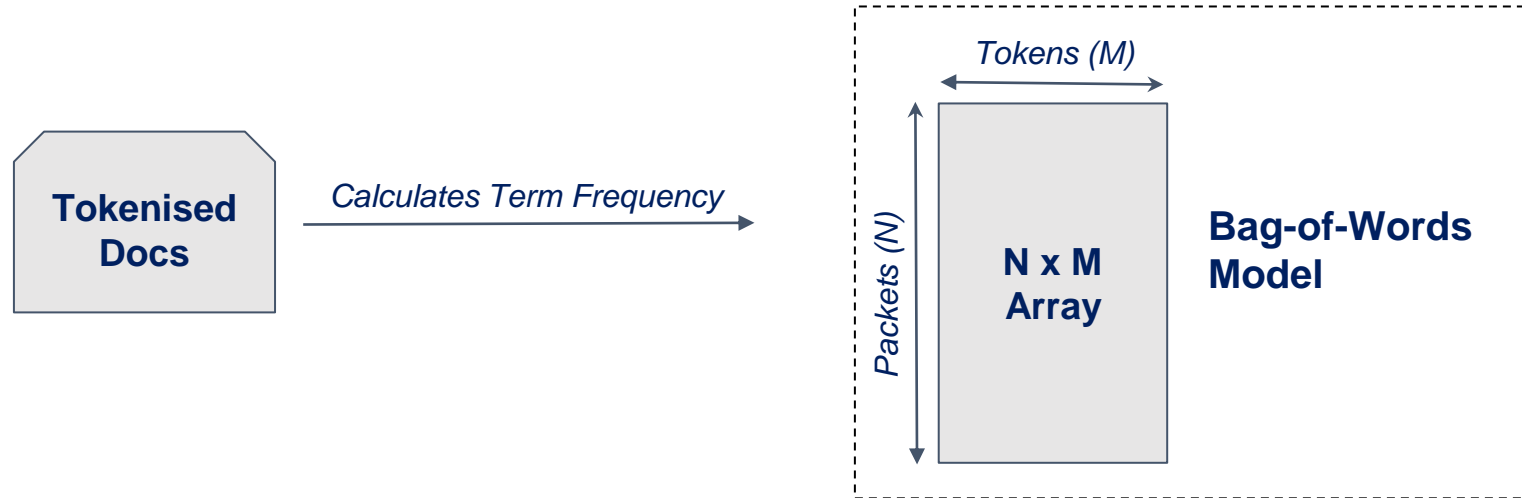 Tokenised
Docs
Calculates Term Frequency
Tokens (M)
Packets (N)
N x M
Array
Bag-of-Words
Model